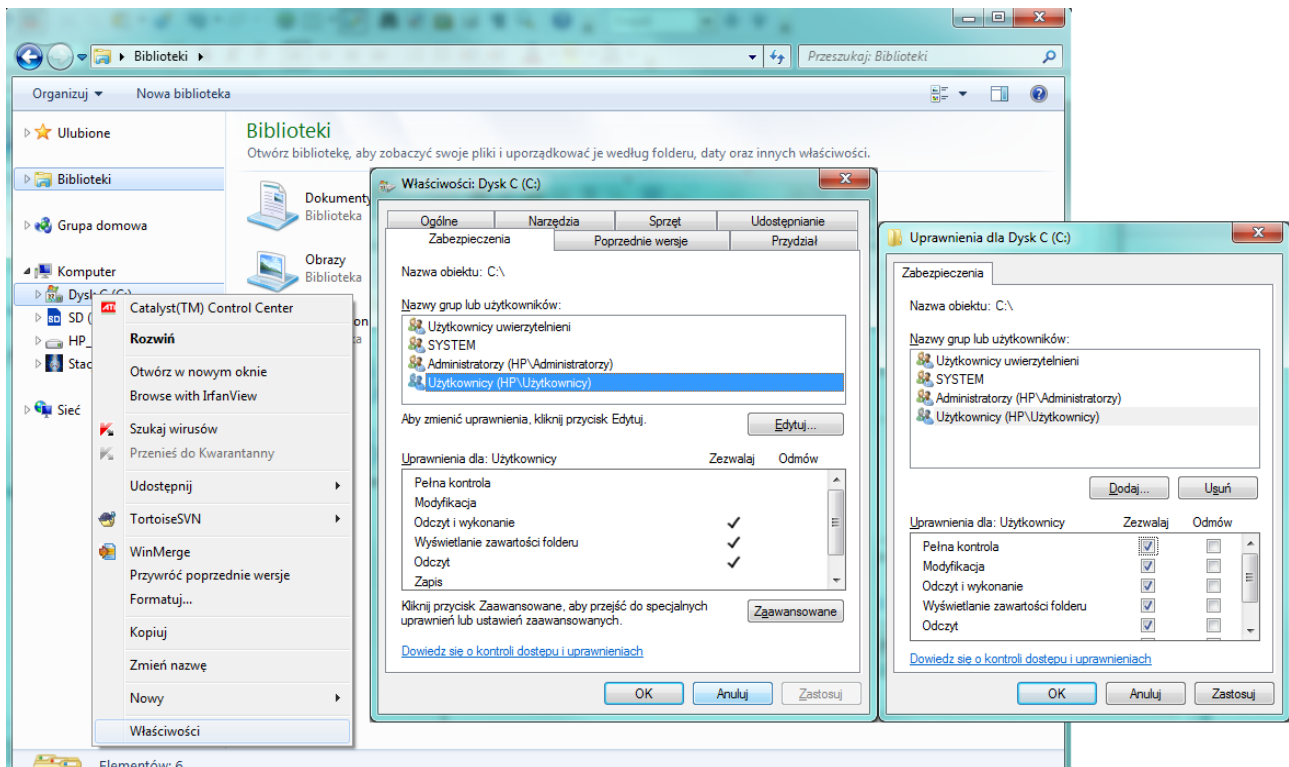 Biblioteki
Przeszukaj: Biblioteki
Organizuj
Nowa biblioteka
Ulubione
Biblioteki
Grupa domowa
Komputer
Dysk C (C:)
SD (
HP_
Stac
Sieć
Biblioteki
Otwórz bibliotekę, aby zobaczyć swoje pliki i uporządkować je według folderu, daty oraz innych właściwości.
Dokumenty
Biblioteka
Obrazy
Biblioteka
Elementów: 6
Catalyst(TM) Control Center
Rozwiń
Otwórz w nowym oknie
Browse with IrfanView
Szukaj wirusów
Przenieś do Kwarantanny
Udostępnij
TortoiseSVN
WinMerge
Przywróć poprzednie wersje
Formatuj...
Kopiuj
Zmień nazwę
Nowy
Właściwości
Właściwości: Dysk C (C:)
Ogólne Narzędzia Sprzęt Udostępnianie
Zabezpieczenia Poprzednie wersje Przydział
Nazwa obiektu: C:\
Nazwy grup lub użytkowników:
Użytkownicy uwierzytelnieni
SYSTEM
Administratorzy (HP\Administratorzy)
Użytkownicy (HP\Użytkownicy)
Aby zmienić uprawnienia, kliknij przycisk Edytuj.
Edytuj...
Uprawnienia dla: Użytkownicy Zezwalaj Odmów
Pełna kontrola
Modyfikacja
Odczyt i wykonanie
Wyświetlanie zawartości folderu
Odczyt
Zapis
Kliknij przycisk Zaawansowane, aby przejść do specjalnych
uprawnień lub ustawień zaawansowanych.
Zaawansowane
Dowiedz się o kontroli dostępu i uprawnieniach
OK Anuluj Zastosuj
Uprawnienia dla Dysk C (C:)
Zabezpieczenia
Nazwa obiektu: C:\
Nazwy grup lub użytkowników:
Użytkownicy uwierzytelnieni
SYSTEM
Administratorzy (HP\Administratorzy)
Użytkownicy (HP\Użytkownicy)
Dodaj... Usuń
Uprawnienia dla: Użytkownicy Zezwalaj Odmów
Pełna kontrola
Modyfikacja
Odczyt i wykonanie
Wyświetlanie zawartości folderu
Odczyt
Dowiedz się o kontroli dostępu i uprawnieniach
OK Anuluj Zastosuj